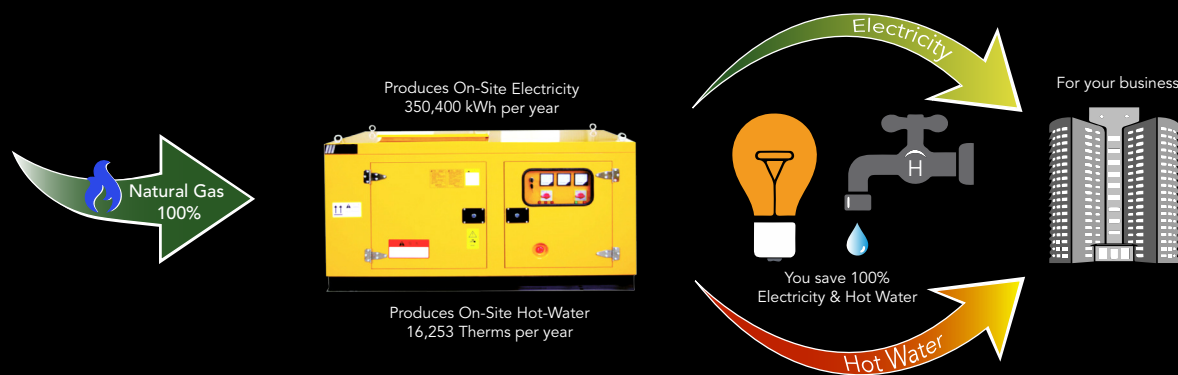 Natural Gas
100%
Produces On-Site Electricity
350,400 kWh per year
Produces On-Site Hot-Water
16,253 Therms per year
Electricity
H
You save 100%
Electricity & Hot Water
Hot Water
For your business